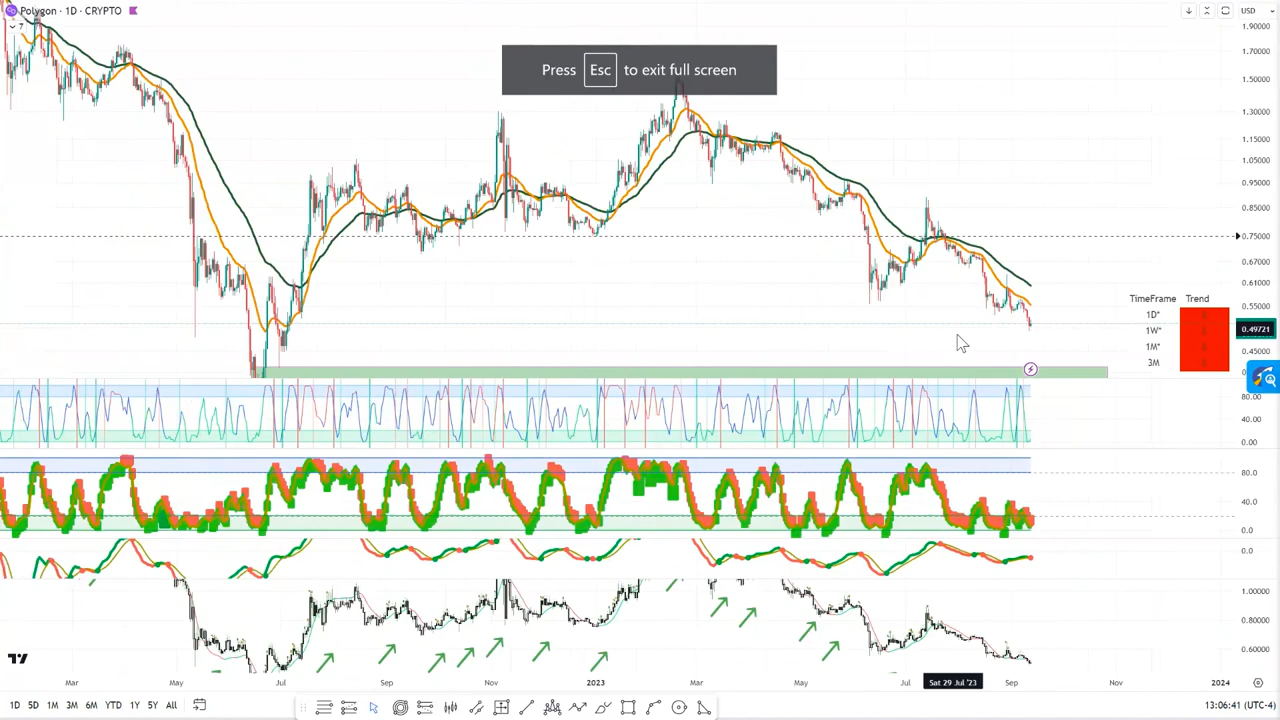 Polygon · 1D · CRYPTO
7
USD
Press Esc to exit full screen
1.90000
1.70000
1.50000
1.30000
1.15000
1.05000
0.95000
0.85000
0.75000
0.67000
0.61000
0.55000
0.49721
0.45000
TimeFrame Trend
1D*
1W*
1M*
3M
80.00
40.00
0.00
80.0
40.0
0.0
0.0
1.00000
0.80000
0.60000
Mar May Jul Sep Nov 2023 Mar May Jul Sat 29 Jul '23 Sep Nov 2024
1D 5D 1M 3M 6M YTD 1Y 5Y All
13:06:41 (UTC-4)